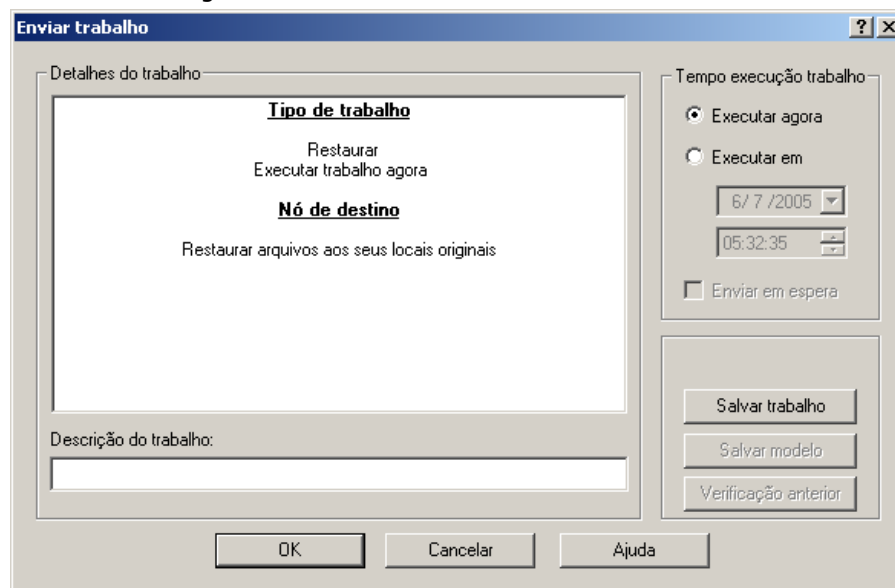 Enviar trabalho
Detalhes do trabalho
Tipo de trabalho
Restaurar
Executar trabalho agora
Nó de destino
Restaurar arquivos aos seus locais originais
Descrição do trabalho:
Tempo execução trabalho
Executar agora
Executar em
6/ 7 /2005
05:32:35
Enviar em espera
Salvar trabalho
Salvar modelo
Verificação anterior
OK
Cancelar
Ajuda